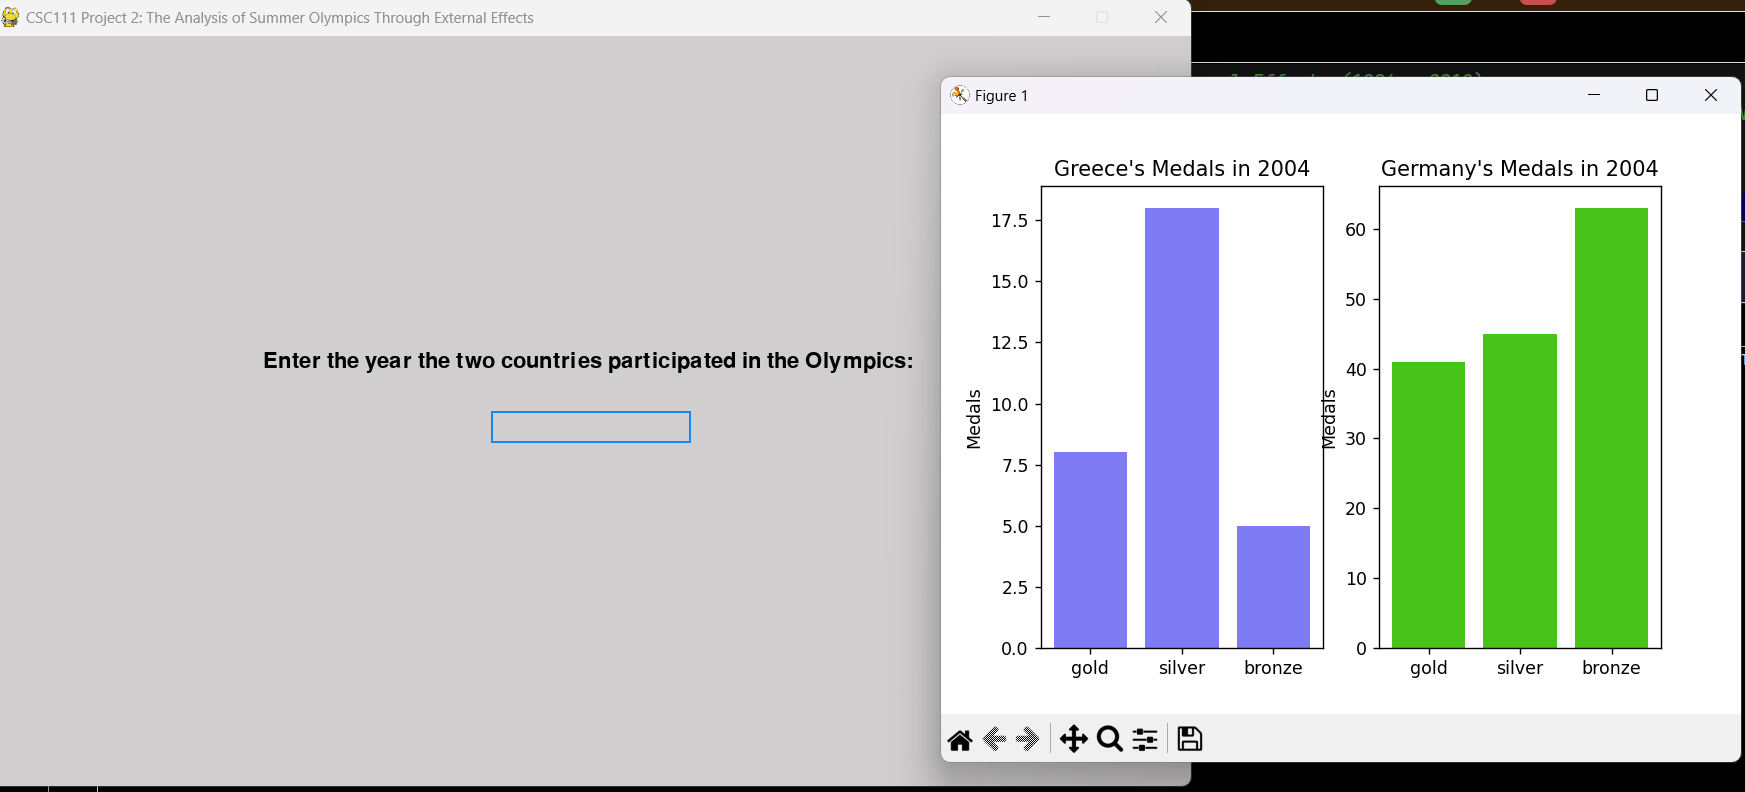 CSC111 Project 2: The Analysis of Summer Olympics Through External Effects
Enter the year the two countries participated in the Olympics:
Figure 1
Greece's Medals in 2004
Medals
17.5
15.0
12.5
10.0
7.5
5.0
2.5
0.0
gold silver bronze
Germany's Medals in 2004
Medals
60
50
40
30
20
10
0
gold silver bronze